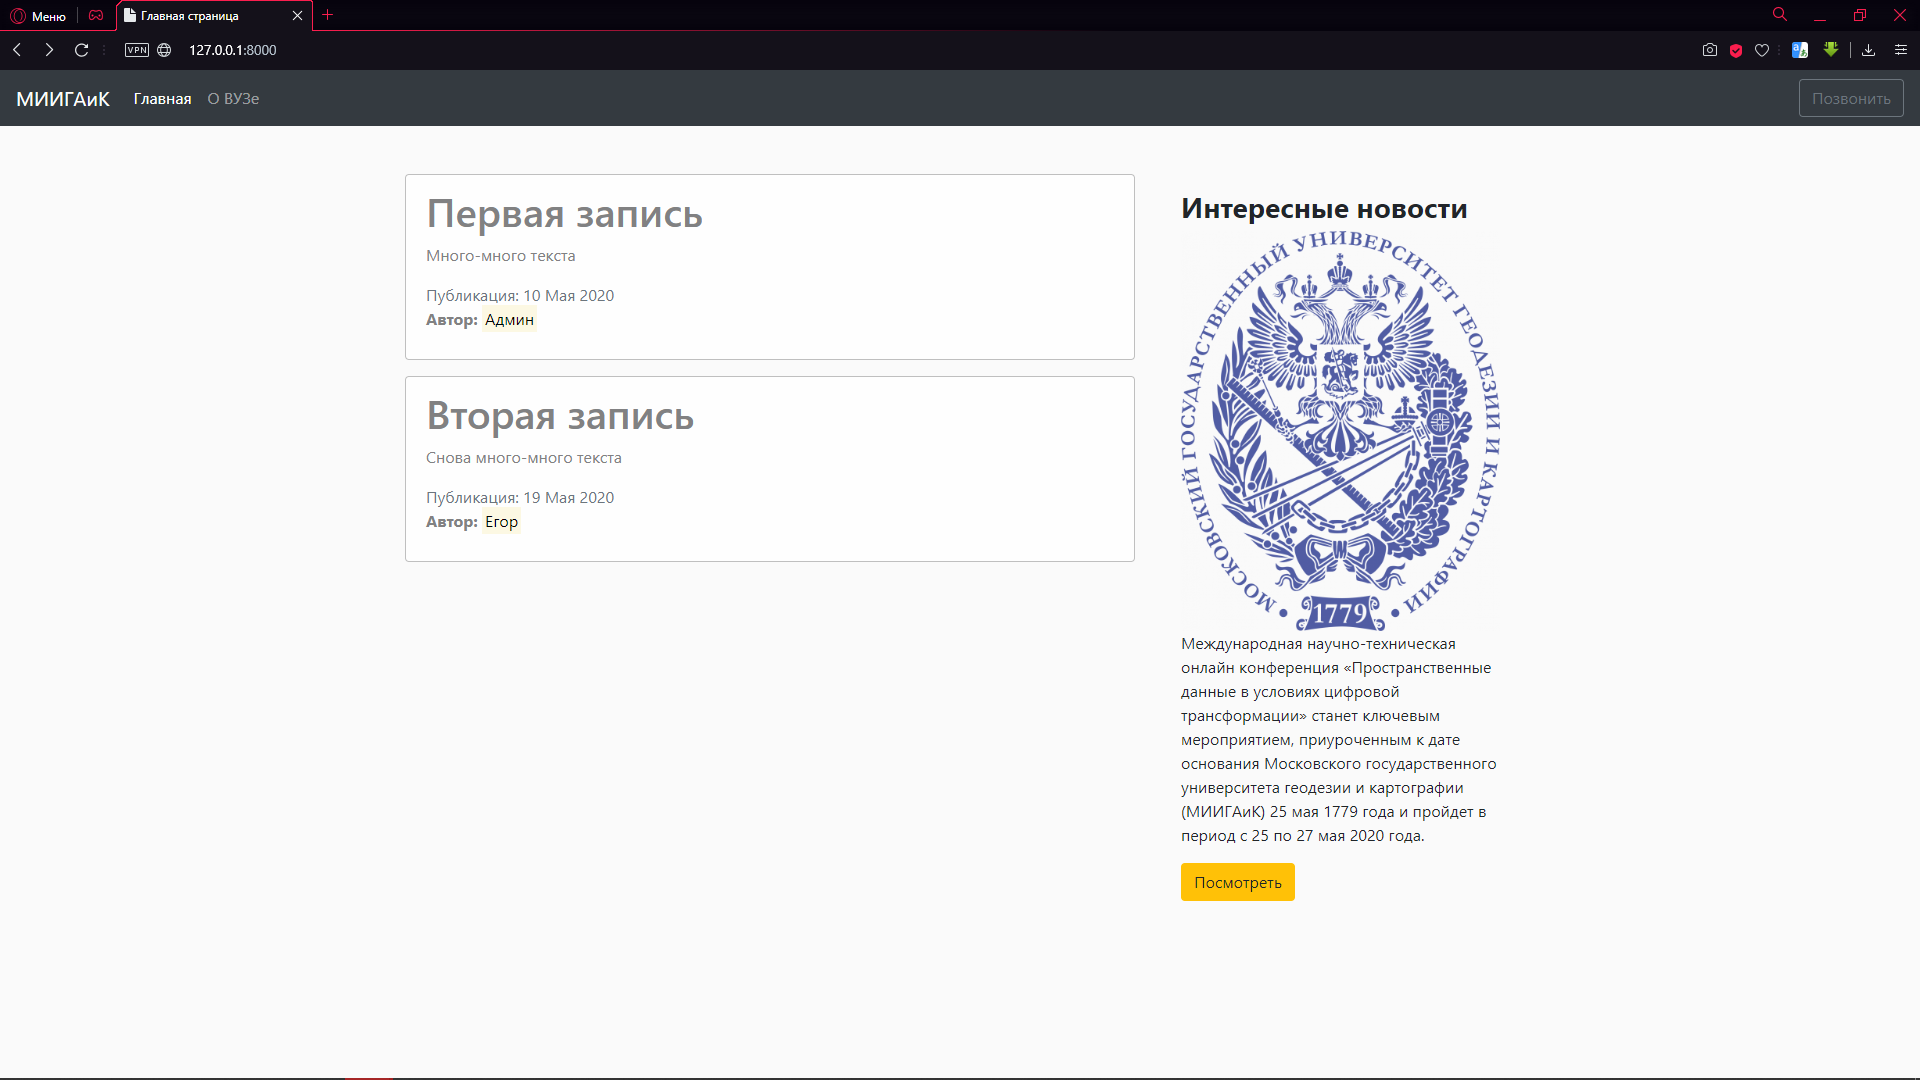 Меню
Главная страница
VPN
127.0.0.1:8000
МИИГАиК
Главная
О ВУЗе
Позвонить
Первая запись
Много-много текста
Публикация: 10 Мая 2020
Автор: Админ
Вторая запись
Снова много-много текста
Публикация: 19 Мая 2020
Автор: Егор
Интересные новости
МОСКОВСКИЙ ГОСУДАРСТВЕННЫЙ УНИВЕРСИТЕТ ГЕОДЕЗИИ И КАРТОГРАФИИ
1779
Международная научно-техническая
онлайн конференция «Пространственные
данные в условиях цифровой
трансформации» станет ключевым
мероприятием, приуроченным к дате
основания Московского государственного
университета геодезии и картографии
(МИИГАиК) 25 мая 1779 года и пройдет в
период с 25 по 27 мая 2020 года.
Посмотреть